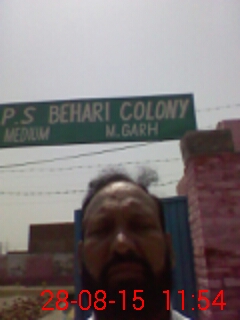 P.S BEHARI COLONY
MEDIUM N.GARH
28-08-15 11:54